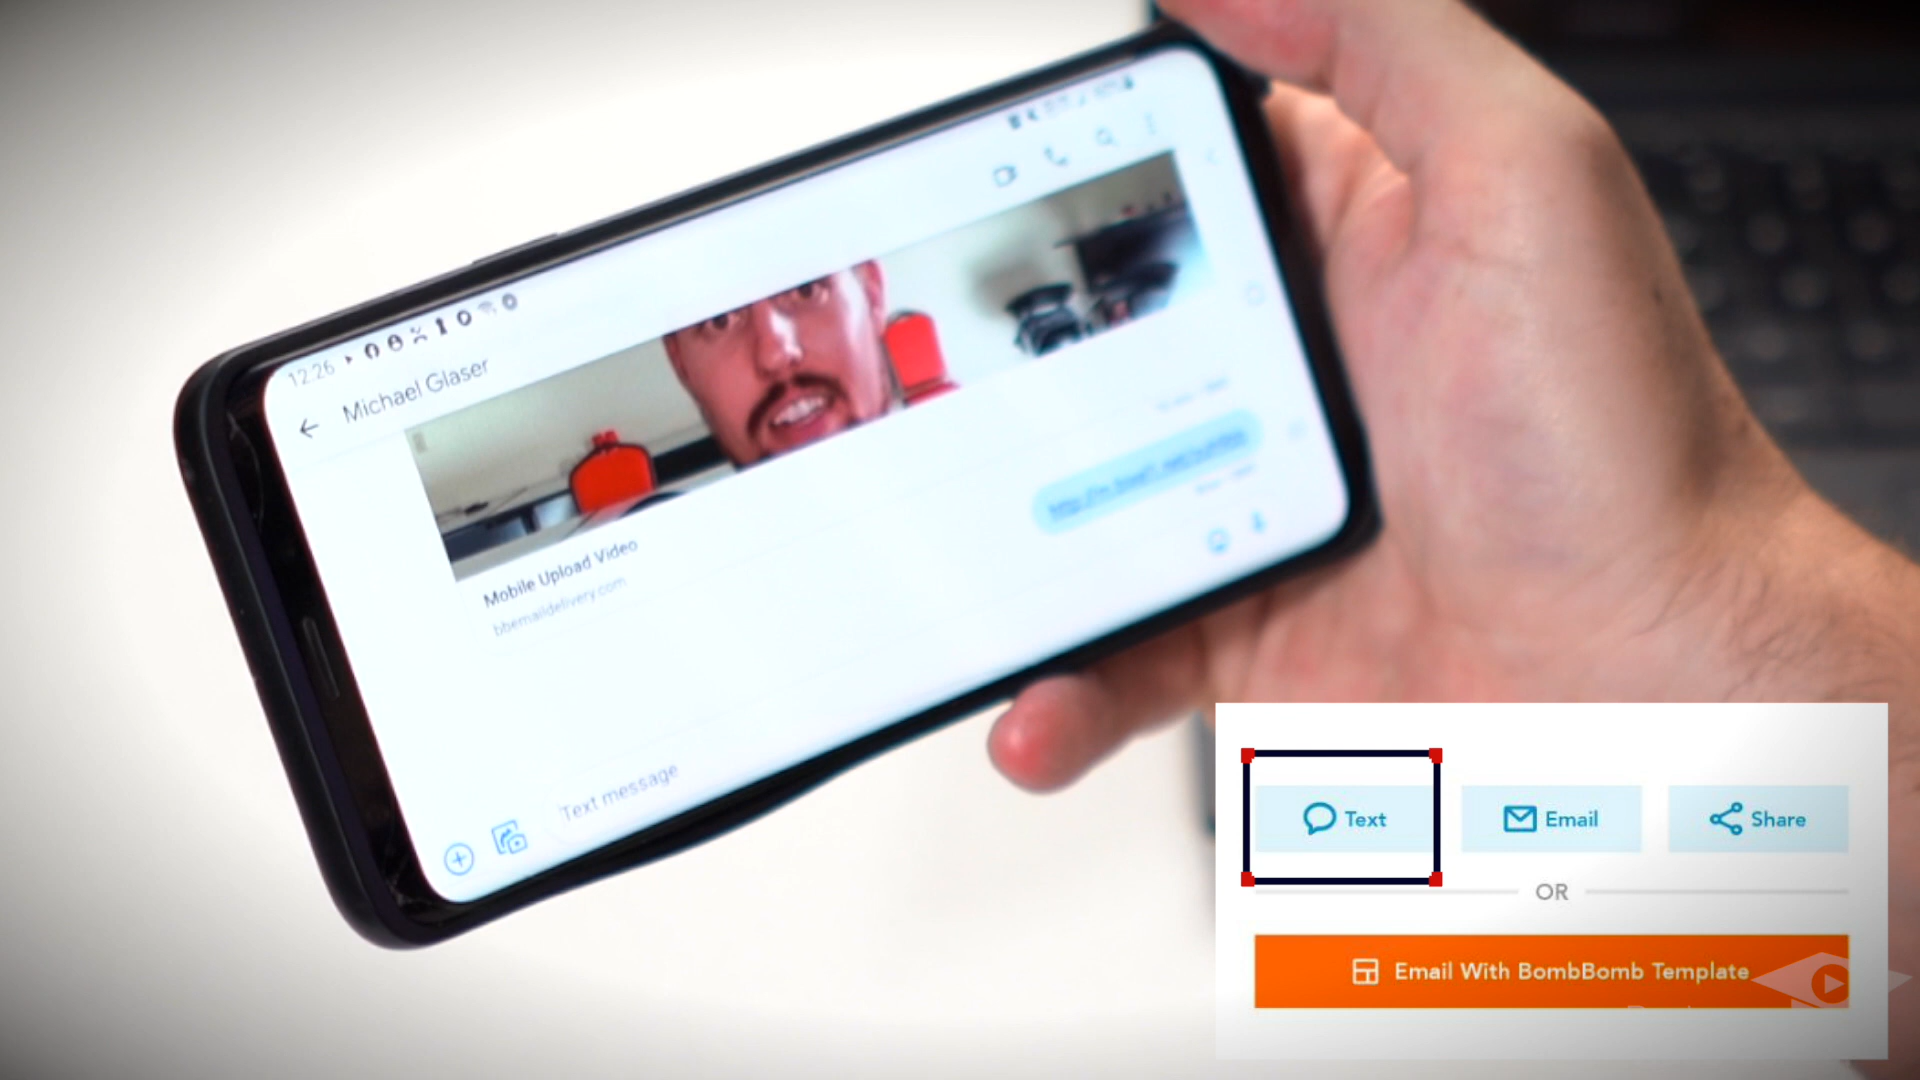 12:26
Michael Glaser
Mobile Upload Video
bbemaildelivery.com
Text message
Text
Email
Share
OR
Email With BombBomb Template